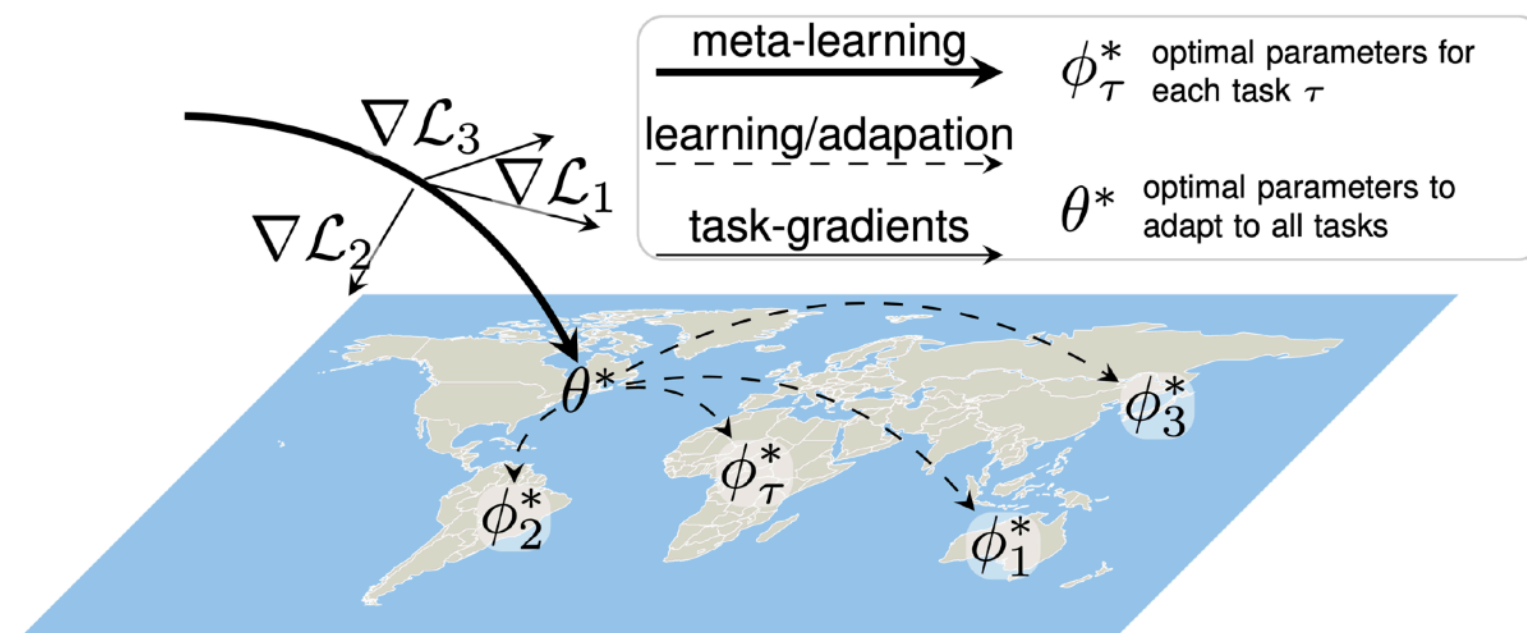 meta-learning
learning/adapation
task-gradients
ϕ*τ optimal parameters for
each task τ
θ* optimal parameters to
adapt to all tasks
∇ℒ₃
∇ℒ₁
∇ℒ₂
θ*
ϕ*₃
ϕ*τ
ϕ*₂
ϕ*₁